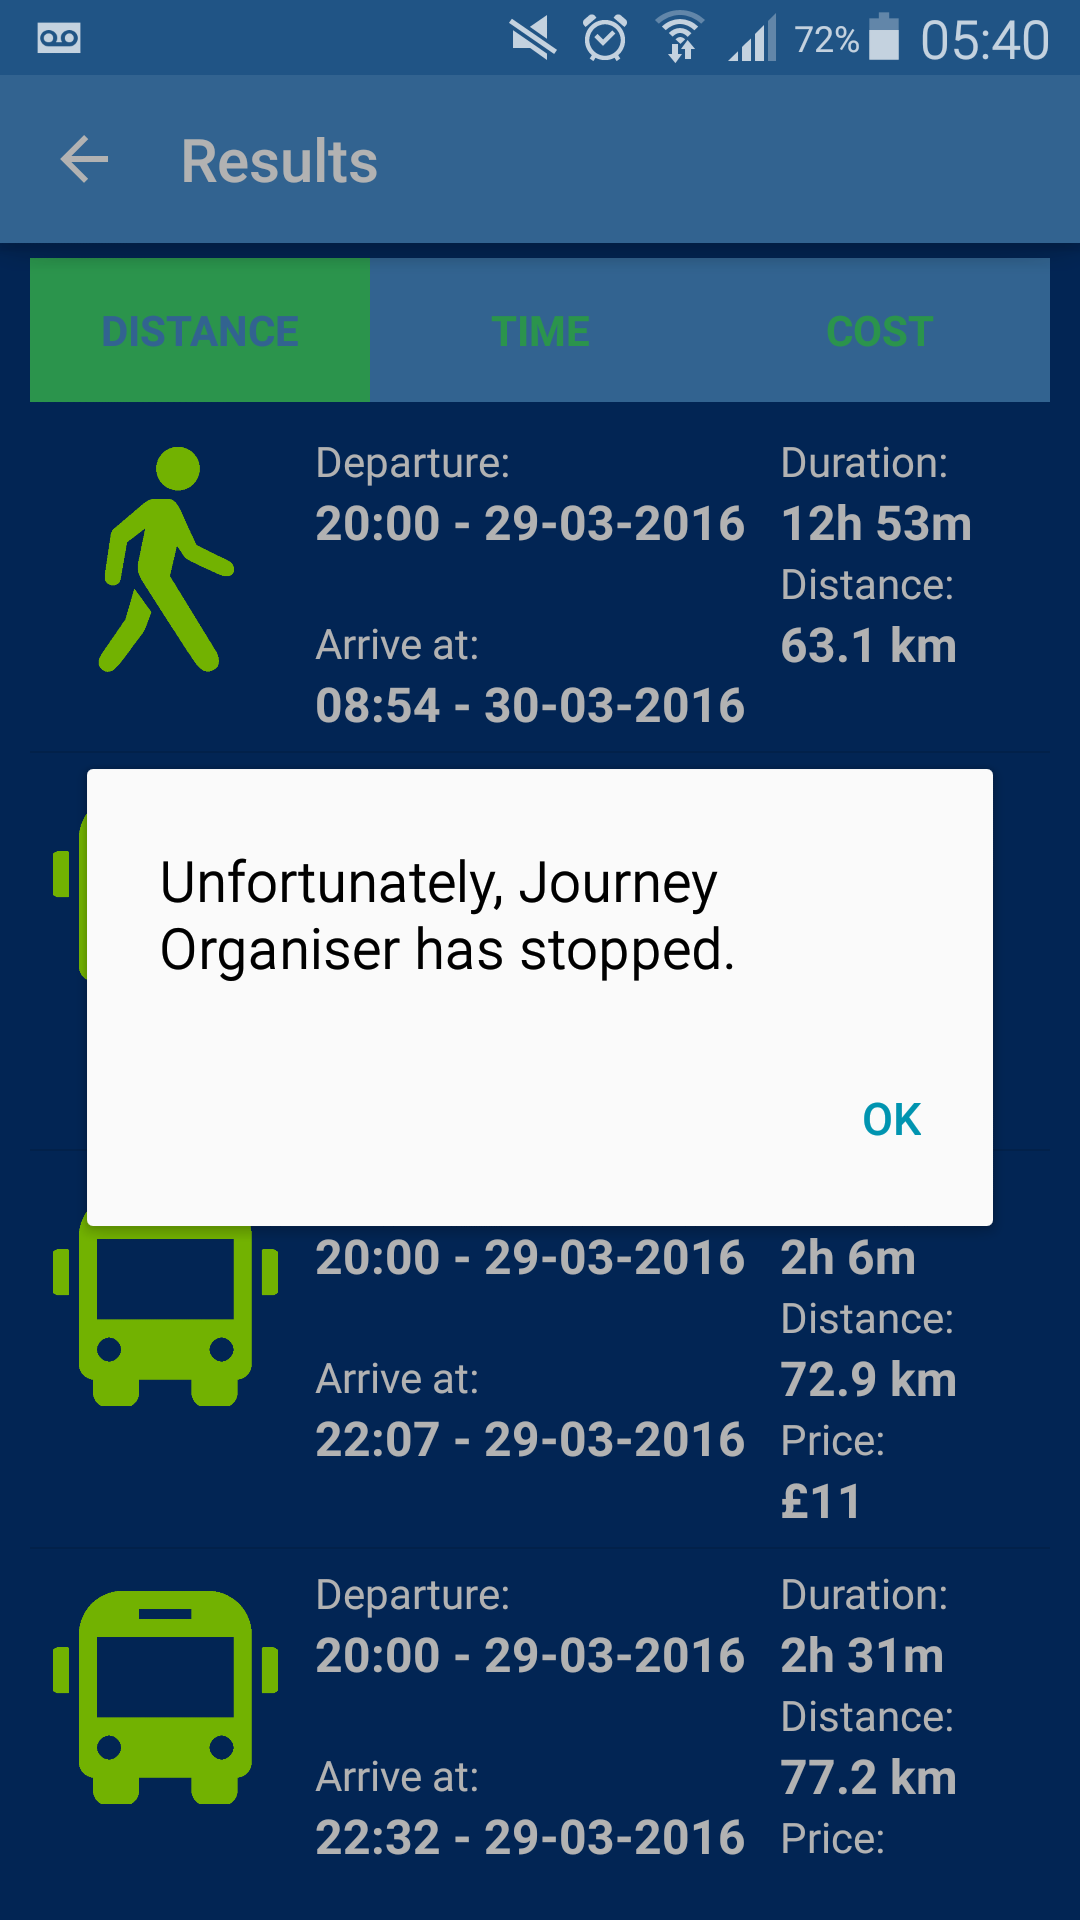 72% 05:40
Results
DISTANCE TIME COST
Departure: Duration:
20:00 - 29-03-2016 12h 53m
Distance:
Arrive at: 63.1 km
08:54 - 30-03-2016
Unfortunately, Journey
Organiser has stopped.
OK
20:00 - 29-03-2016 2h 6m
Distance:
Arrive at: 72.9 km
22:07 - 29-03-2016 Price:
£11
Departure: Duration:
20:00 - 29-03-2016 2h 31m
Distance:
Arrive at: 77.2 km
22:32 - 29-03-2016 Price: